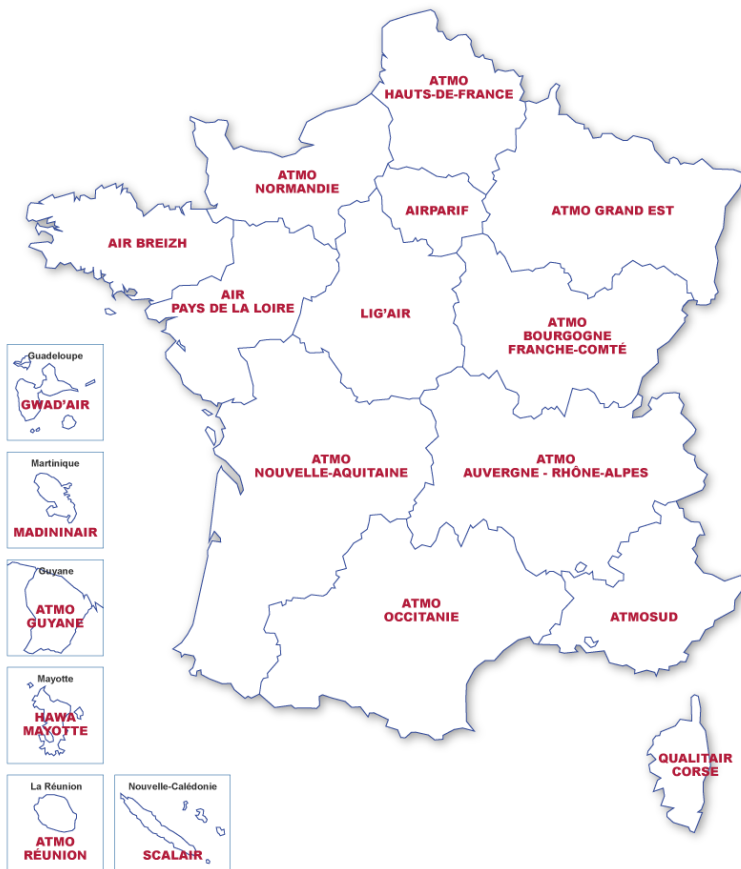 ATMO
HAUTS-DE-FRANCE
ATMO
NORMANDIE
AIRPARIF
ATMO GRAND EST
AIR BREIZH
AIR
PAYS DE LA LOIRE
LIG'AIR
ATMO
BOURGOGNE
FRANCHE-COMTÉ
Guadeloupe
GWAD'AIR
ATMO
NOUVELLE-AQUITAINE
ATMO
AUVERGNE - RHÔNE-ALPES
Martinique
MADININAIR
Guyane
ATMO
GUYANE
ATMO
OCCITANIE
ATMOSUD
Mayotte
HAWA
MAYOTTE
QUALITAIR
CORSE
La Réunion
ATMO
RÉUNION
Nouvelle-Calédonie
SCALAIR